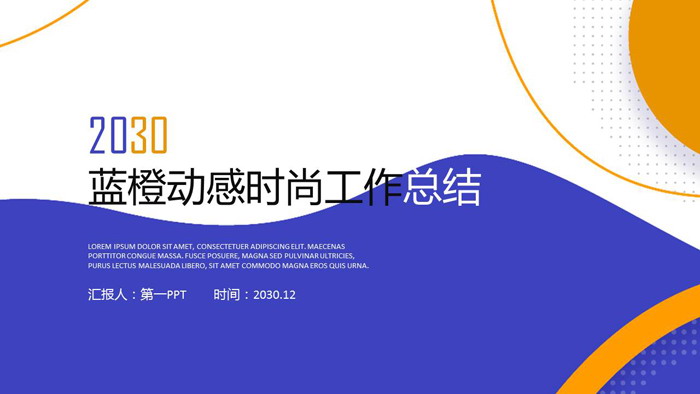 2030
蓝橙动感时尚工作总结
LOREM IPSUM DOLOR SIT AMET, CONSECTETUER ADIPISCING ELIT. MAECENAS
PORTTITOR CONGUE MASSA. FUSCE POSUERE, MAGNA SED PULVINAR ULTRICIES,
PURUS LECTUS MALESUADA LIBERO, SIT AMET COMMODO MAGNA EROS QUIS URNA.
汇报人：第一PPT 时间：2030.12